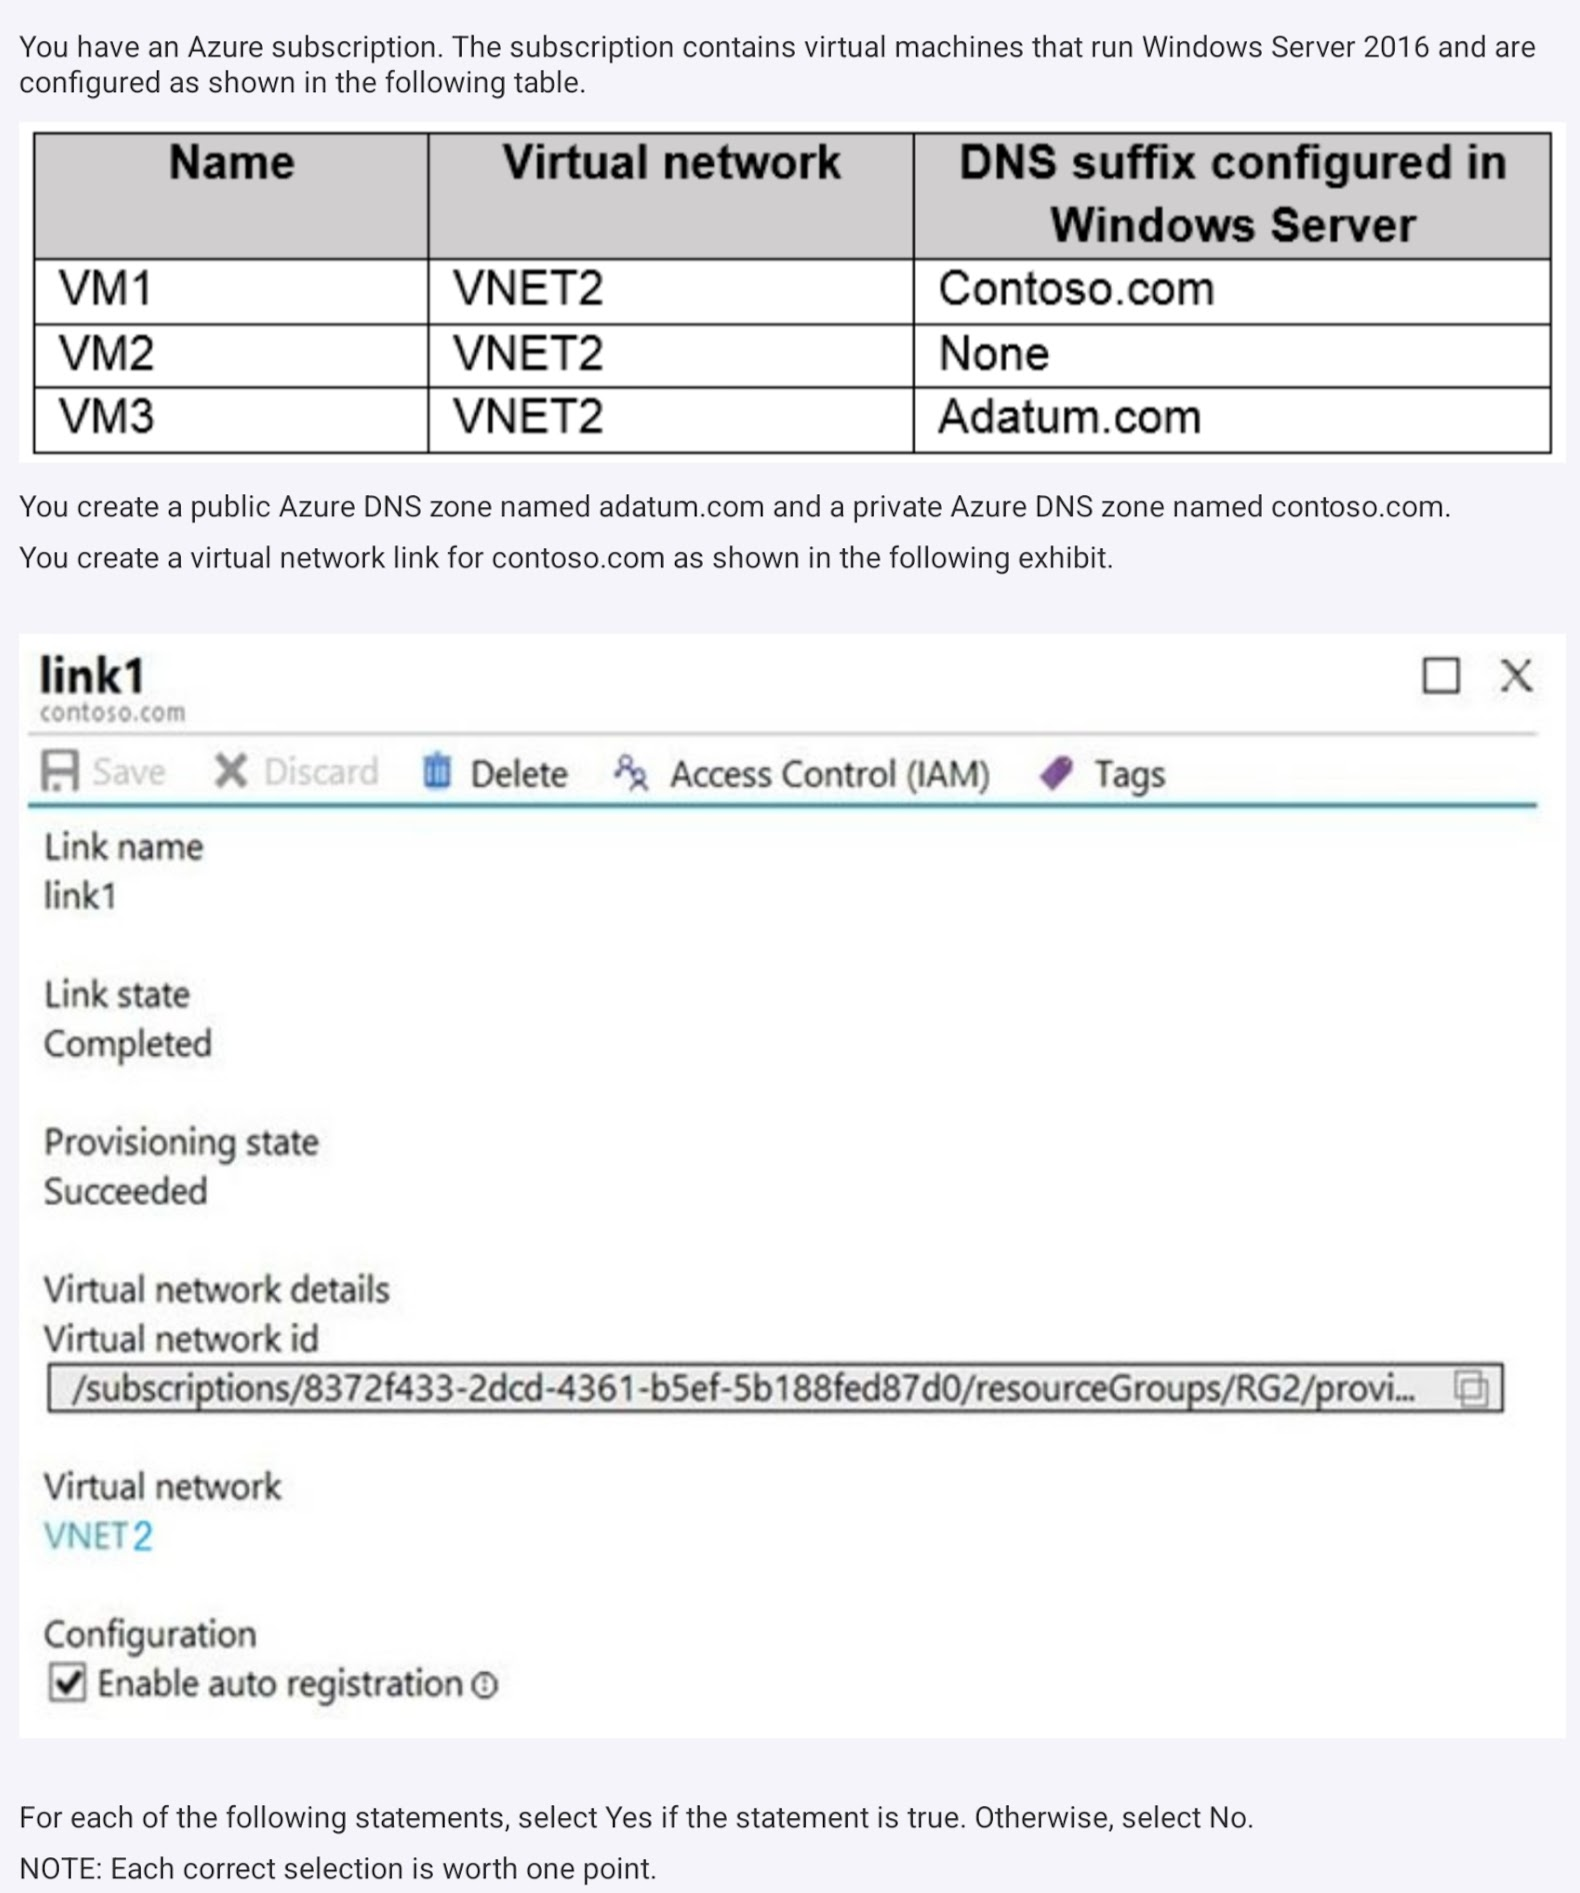 You have an Azure subscription. The subscription contains virtual machines that run Windows Server 2016 and are
configured as shown in the following table.
Name Virtual network DNS suffix configured in
Windows Server
VM1 VNET2 Contoso.com
VM2 VNET2 None
VM3 VNET2 Adatum.com
You create a public Azure DNS zone named adatum.com and a private Azure DNS zone named contoso.com.
You create a virtual network link for contoso.com as shown in the following exhibit.
link1
contoso.com
Save Discard Delete Access Control (IAM) Tags
Link name
link1
Link state
Completed
Provisioning state
Succeeded
Virtual network details
Virtual network id
/subscriptions/8372f433-2dcd-4361-b5ef-5b188fed87d0/resourceGroups/RG2/provi...
Virtual network
VNET2
Configuration
Enable auto registration
For each of the following statements, select Yes if the statement is true. Otherwise, select No.
NOTE: Each correct selection is worth one point.